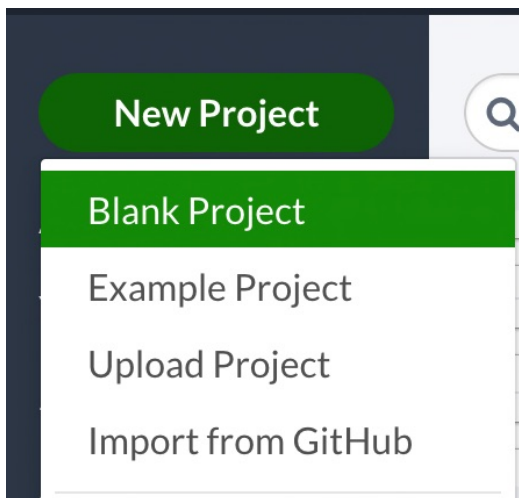 New Project
Blank Project
Example Project
Upload Project
Import from GitHub